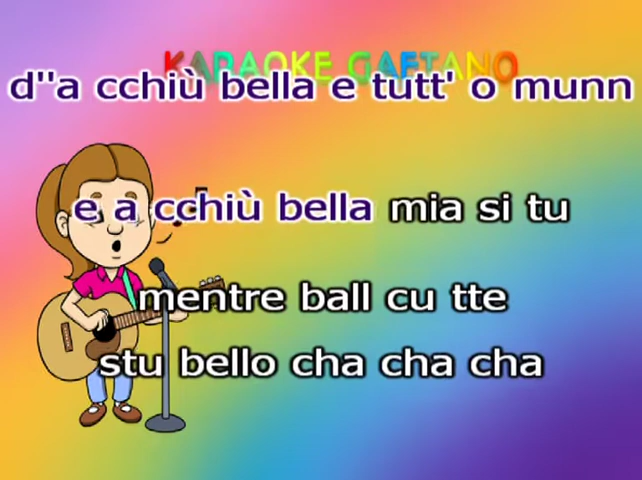 KARAOKE GAETANO
d''a cchiù bella e tutt' o munn
e a cchiù bella mia si tu
mentre ball cu tte
stu bello cha cha cha